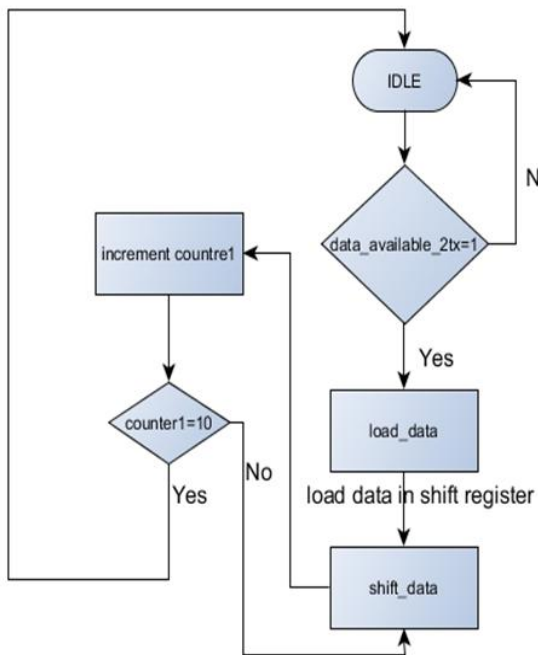 IDLE
N
data_available_2tx=1
increment countre1
Yes
load_data
counter1=10
No
Yes
load data in shift register
shift_data